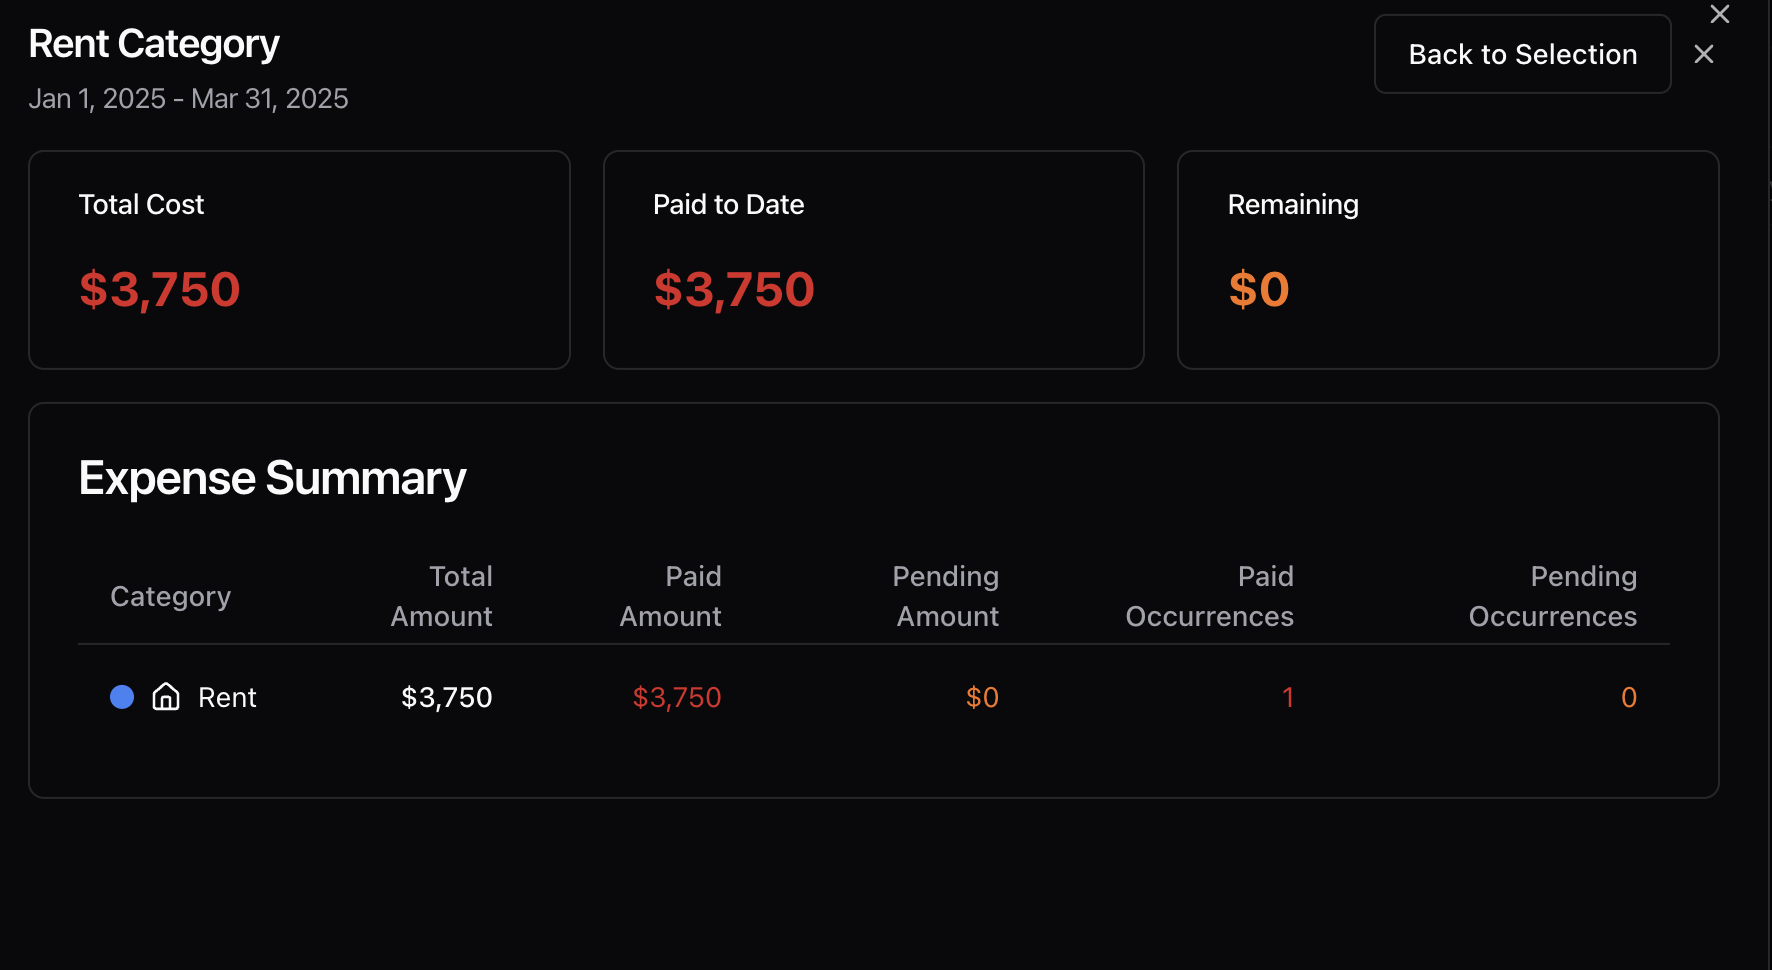 Rent Category
Back to Selection
Jan 1, 2025 - Mar 31, 2025
Total Cost
$3,750
Paid to Date
$3,750
Remaining
$0
Expense Summary
Category
Total Amount
Paid Amount
Pending Amount
Paid Occurrences
Pending Occurrences
Rent $3,750 $3,750 $0 1 0